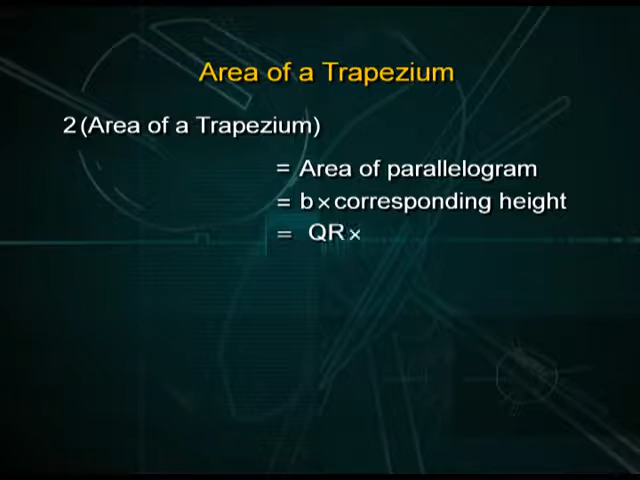 Area of a Trapezium
2 (Area of a Trapezium)
= Area of parallelogram
= b × corresponding height
= QR ×